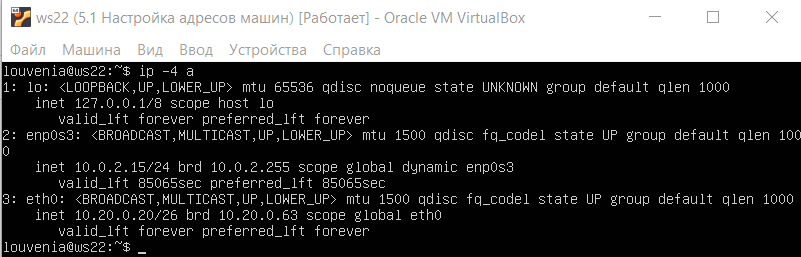 ws22 (5.1 Настройка адресов машин) [Работает] - Oracle VM VirtualBox
Файл Машина Вид Ввод Устройства Справка
louvenia@ws22:~$ ip -4 a
1: lo: <LOOPBACK,UP,LOWER_UP> mtu 65536 qdisc noqueue state UNKNOWN group default qlen 1000
    inet 127.0.0.1/8 scope host lo
       valid_lft forever preferred_lft forever
2: enp0s3: <BROADCAST,MULTICAST,UP,LOWER_UP> mtu 1500 qdisc fq_codel state UP group default qlen 100
0
    inet 10.0.2.15/24 brd 10.0.2.255 scope global dynamic enp0s3
       valid_lft 85065sec preferred_lft 85065sec
3: eth0: <BROADCAST,MULTICAST,UP,LOWER_UP> mtu 1500 qdisc fq_codel state UP group default qlen 1000
    inet 10.20.0.20/26 brd 10.20.0.63 scope global eth0
       valid_lft forever preferred_lft forever
louvenia@ws22:~$ _